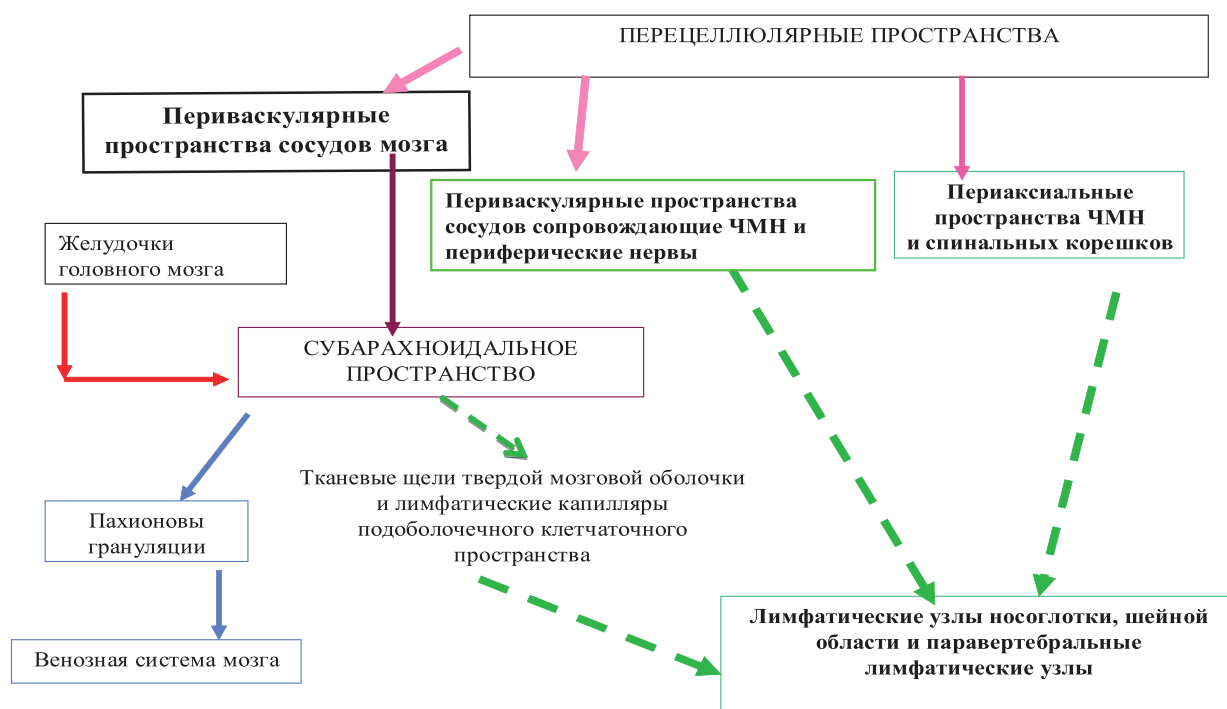 ПЕРЕЦЕЛЛЮЛЯРНЫЕ ПРОСТРАНСТВА
Периваскулярные
пространства сосудов мозга
Периваскулярные пространства
сосудов сопровождающие ЧМН и
периферические нервы
Периаксиальные
пространства ЧМН
и спинальных корешков
Желудочки
головного мозга
СУБАРАХНОИДАЛЬНОЕ
ПРОСТРАНСТВО
Тканевые щели твердой мозговой оболочки
и лимфатические капилляры
подоболочечного клетчаточного
пространства
Пахионовы
грануляции
Венозная система мозга
Лимфатические узлы носоглотки, шейной
области и паравертебральные
лимфатические узлы